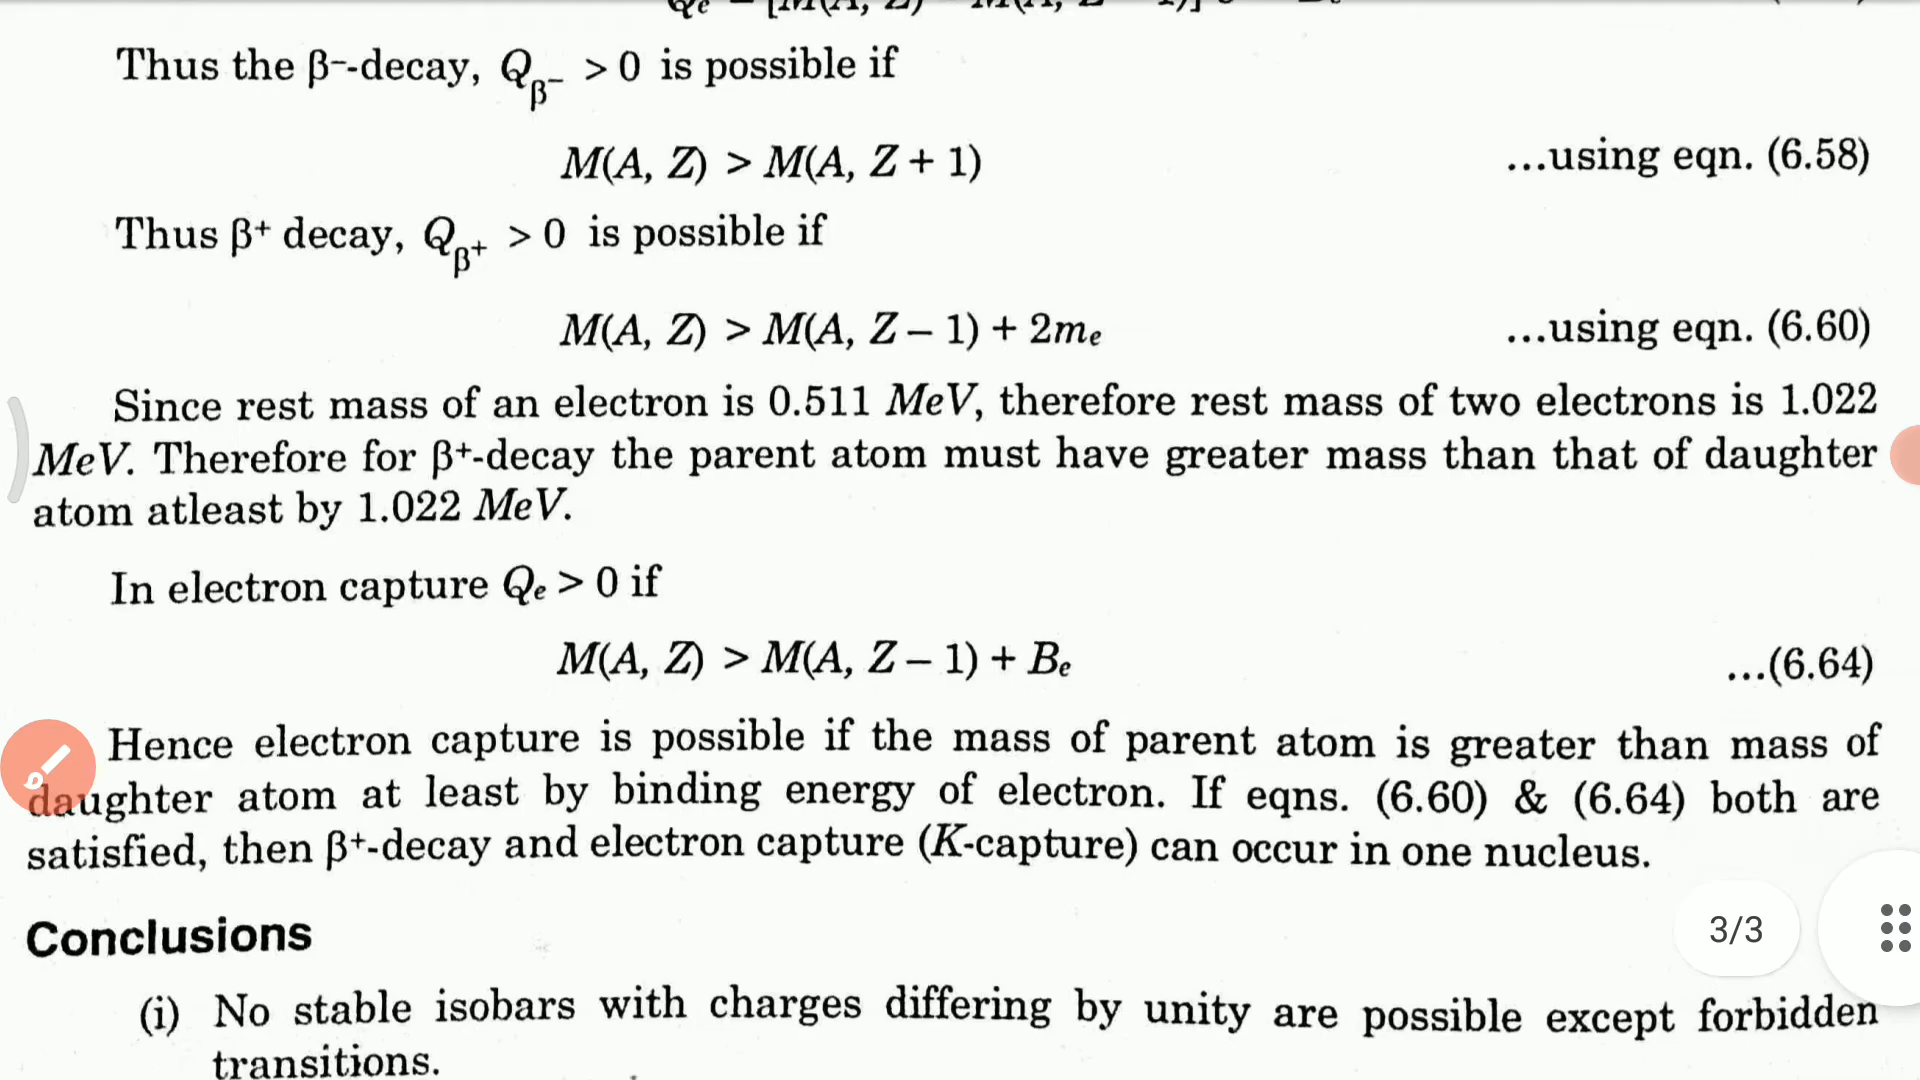 Thus the β⁻-decay, Q_β⁻ > 0 is possible if
M(A, Z) > M(A, Z + 1) ...using eqn. (6.58)
Thus β⁺ decay, Q_β⁺ > 0 is possible if
M(A, Z) > M(A, Z – 1) + 2mₑ ...using eqn. (6.60)
Since rest mass of an electron is 0.511 MeV, therefore rest mass of two electrons is 1.022
MeV. Therefore for β⁺-decay the parent atom must have greater mass than that of daughter
atom atleast by 1.022 MeV.
In electron capture Qₑ > 0 if
M(A, Z) > M(A, Z – 1) + Bₑ ...(6.64)
Hence electron capture is possible if the mass of parent atom is greater than mass of
daughter atom at least by binding energy of electron. If eqns. (6.60) & (6.64) both are
satisfied, then β⁺-decay and electron capture (K-capture) can occur in one nucleus.
Conclusions
3/3
(i) No stable isobars with charges differing by unity are possible except forbidden
transitions.